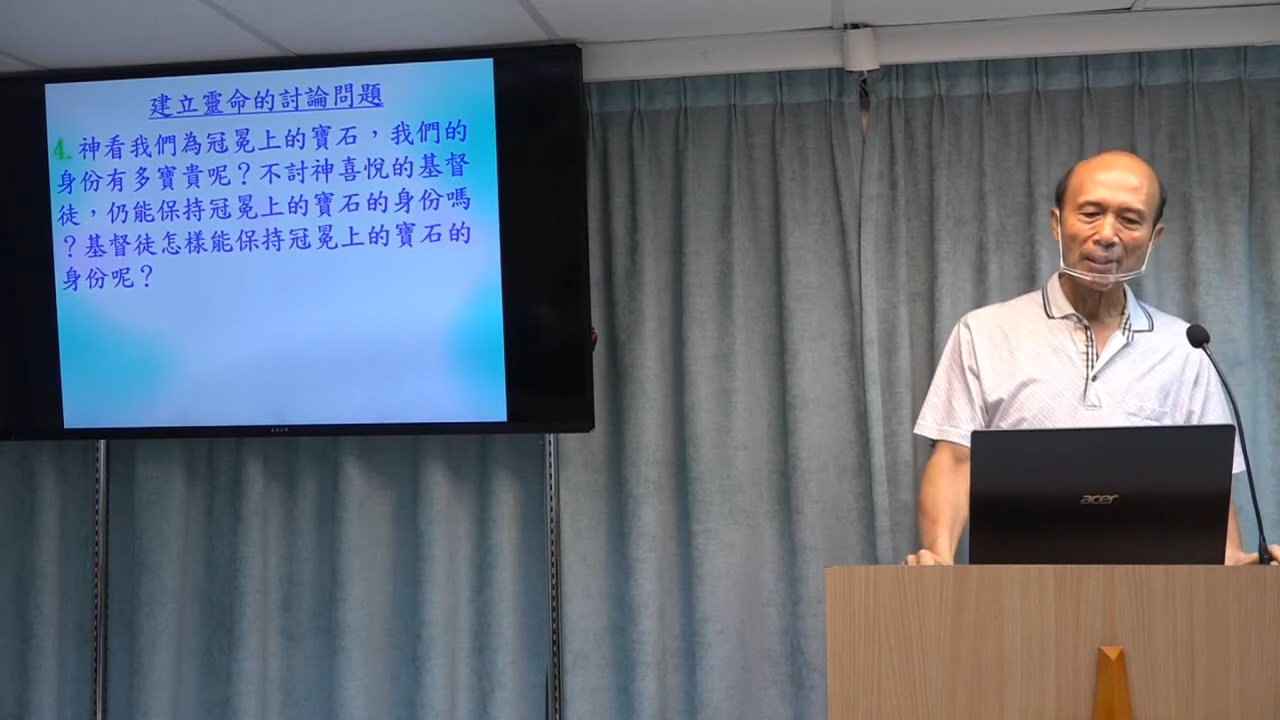 建立靈命的討論問題
4.神看我們為冠冕上的寶石，我們的
身份有多寶貴呢？不討神喜悅的基督
徒，仍能保持冠冕上的寶石的身份嗎
？基督徒怎樣能保持冠冕上的寶石的
身份呢？
acer